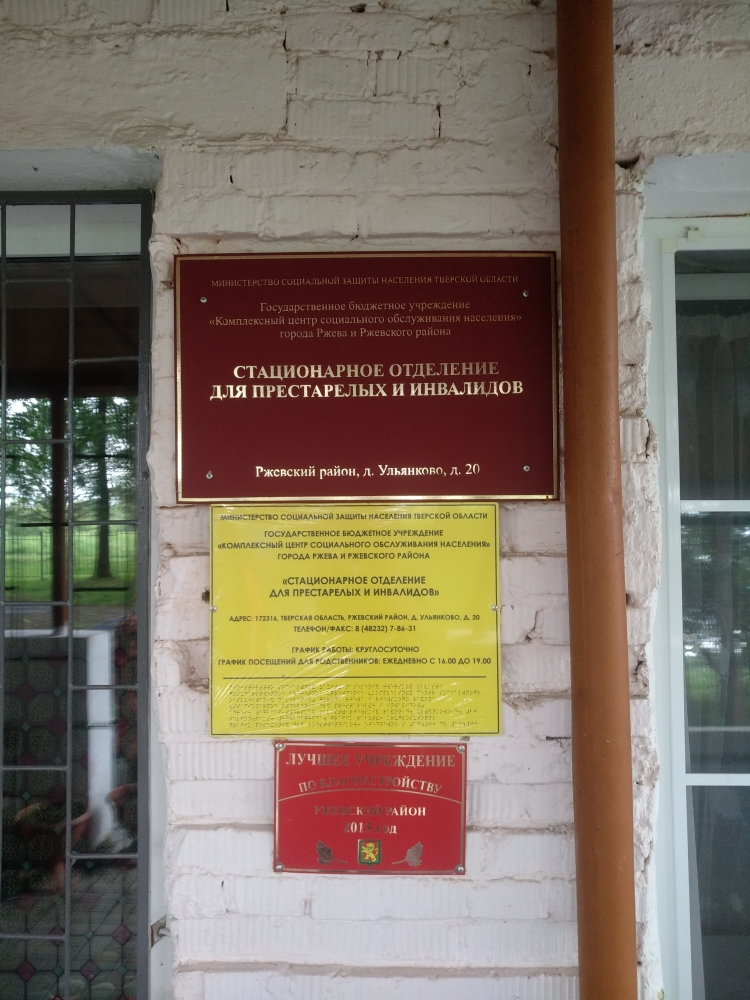 МИНИСТЕРСТВО СОЦИАЛЬНОЙ ЗАЩИТЫ НАСЕЛЕНИЯ ТВЕРСКОЙ ОБЛАСТИ
Государственное бюджетное учреждение
«Комплексный центр социального обслуживания населения»
города Ржева и Ржевского района
СТАЦИОНАРНОЕ ОТДЕЛЕНИЕ
ДЛЯ ПРЕСТАРЕЛЫХ И ИНВАЛИДОВ
Ржевский район, д. Ульянково, д. 20
МИНИСТЕРСТВО СОЦИАЛЬНОЙ ЗАЩИТЫ НАСЕЛЕНИЯ ТВЕРСКОЙ ОБЛАСТИ
ГОСУДАРСТВЕННОЕ БЮДЖЕТНОЕ УЧРЕЖДЕНИЕ
«КОМПЛЕКСНЫЙ ЦЕНТР СОЦИАЛЬНОГО ОБСЛУЖИВАНИЯ НАСЕЛЕНИЯ»
ГОРОДА РЖЕВА И РЖЕВСКОГО РАЙОНА
«СТАЦИОНАРНОЕ ОТДЕЛЕНИЕ
ДЛЯ ПРЕСТАРЕЛЫХ И ИНВАЛИДОВ»
АДРЕС: 172316, ТВЕРСКАЯ ОБЛАСТЬ, РЖЕВСКИЙ РАЙОН, Д. УЛЬЯНКОВО, Д. 20
ТЕЛЕФОН/ФАКС: 8 (48232) 7-86-31
ГРАФИК РАБОТЫ: КРУГЛОСУТОЧНО
ГРАФИК ПОСЕЩЕНИЙ ДЛЯ РОДСТВЕННИКОВ: ЕЖЕДНЕВНО С 16.00 ДО 19.00
ЛУЧШЕЕ УЧРЕЖДЕНИЕ
ПО БЛАГОУСТРОЙСТВУ
РЖЕВСКИЙ РАЙОН
год